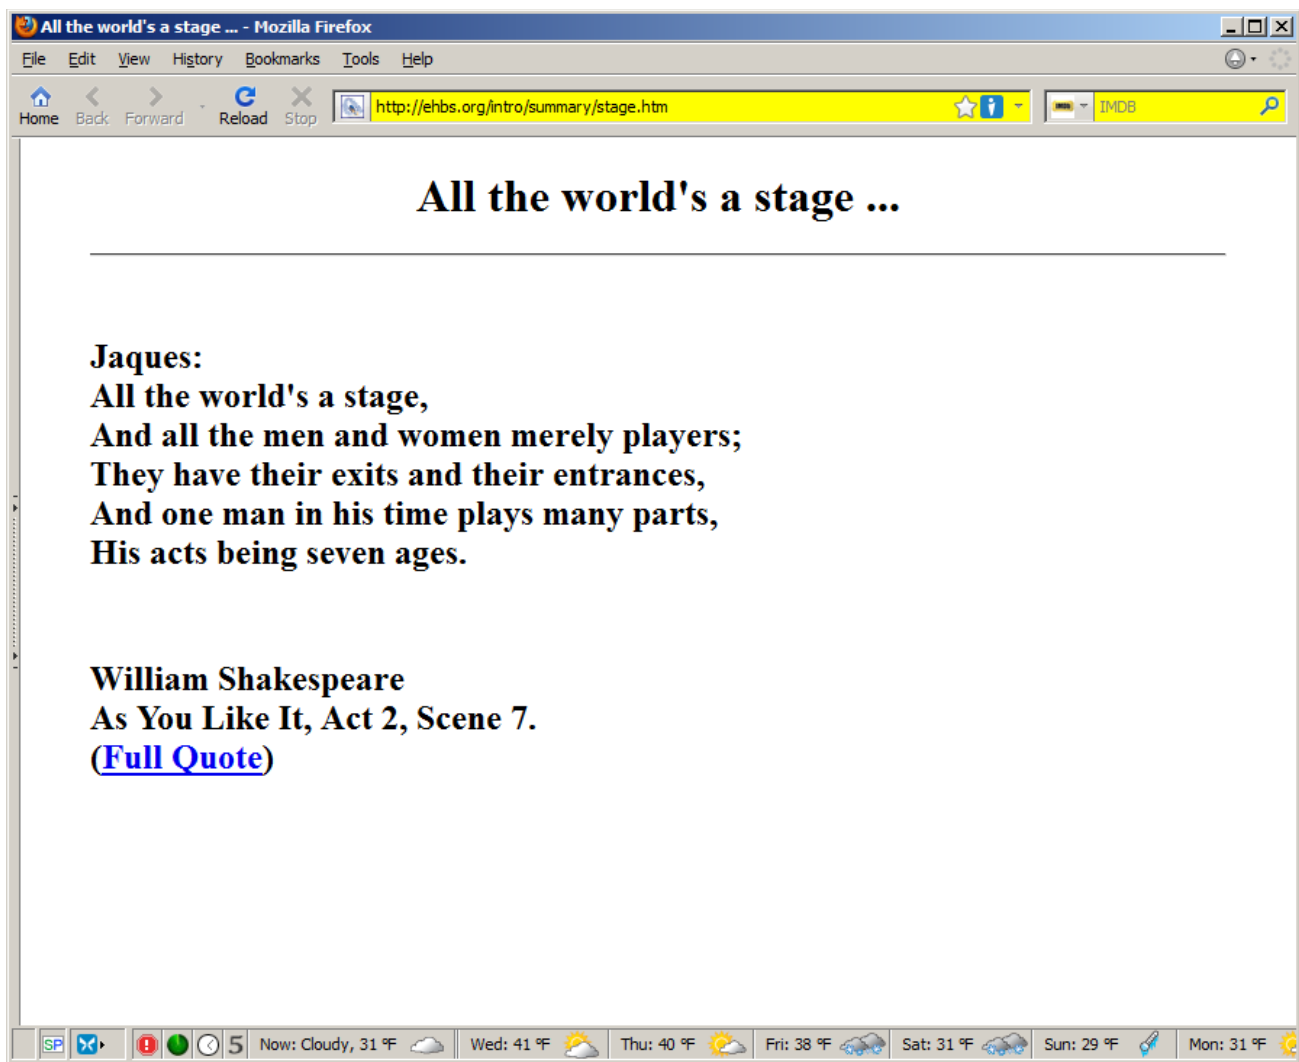 All the world's a stage ... - Mozilla Firefox
File Edit View History Bookmarks Tools Help
Home Back Forward Reload Stop http://ehbs.org/intro/summary/stage.htm IMDB
All the world's a stage ...
Jaques:
All the world's a stage,
And all the men and women merely players;
They have their exits and their entrances,
And one man in his time plays many parts,
His acts being seven ages.
William Shakespeare
As You Like It, Act 2, Scene 7.
(Full Quote)
SP 5 Now: Cloudy, 31 °F Wed: 41 °F Thu: 40 °F Fri: 38 °F Sat: 31 °F Sun: 29 °F Mon: 31 °F